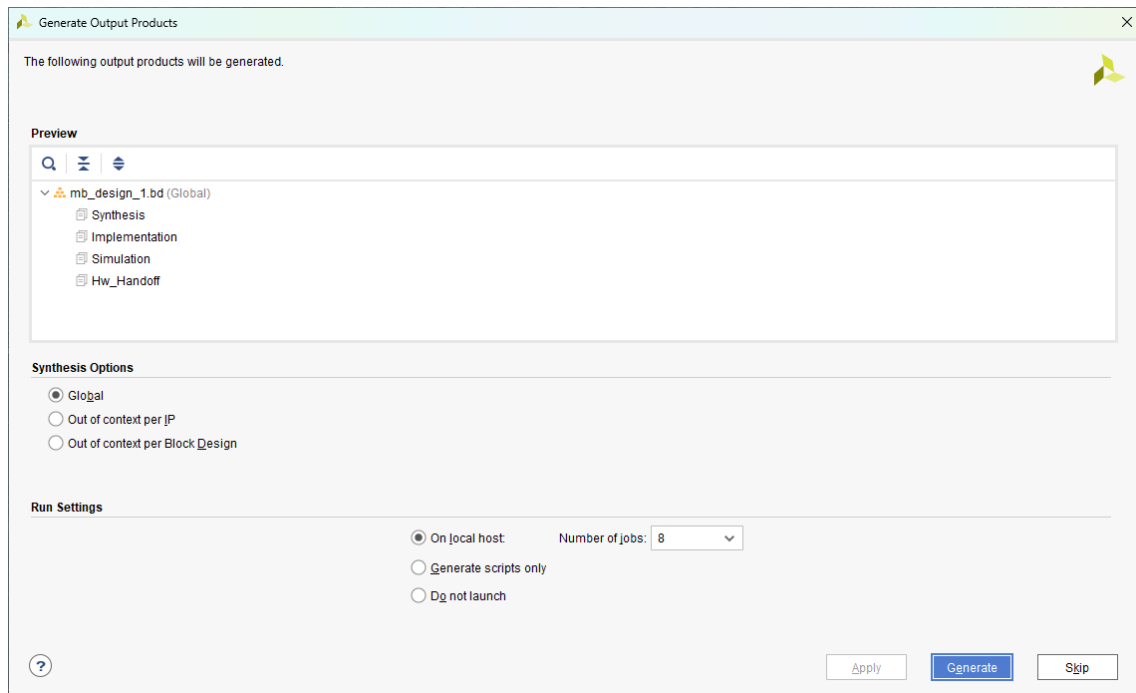 Generate Output Products
The following output products will be generated.
Preview
mb_design_1.bd (Global)
Synthesis
Implementation
Simulation
Hw_Handoff
Synthesis Options
Global
Out of context per IP
Out of context per Block Design
Run Settings
On local host: Number of jobs: 8
Generate scripts only
Do not launch
? Apply Generate Skip